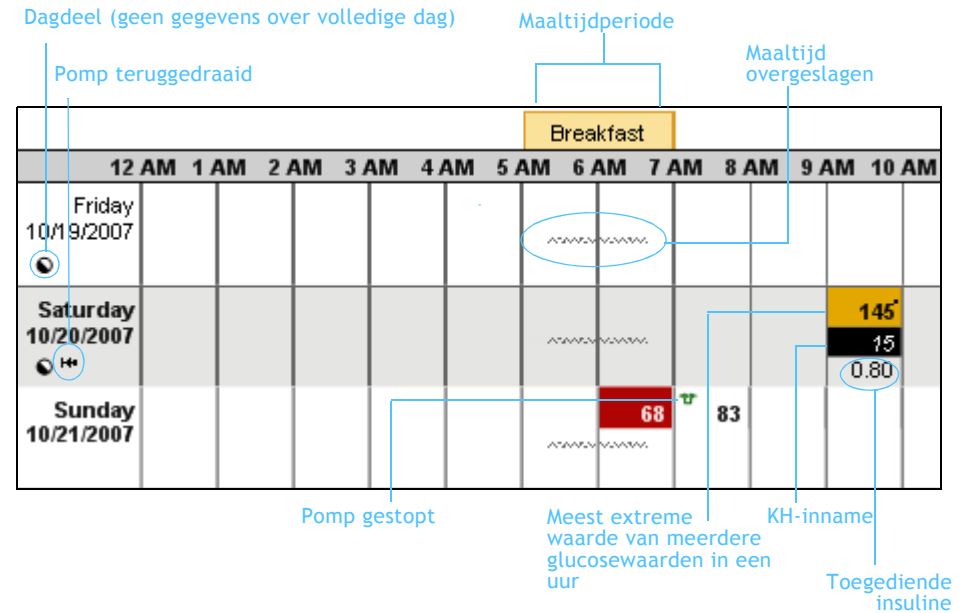 Dagdeel (geen gegevens over volledige dag)
Maaltijdperiode
Maaltijd
overgeslagen
Pomp teruggedraaid
Breakfast
12 AM 1 AM 2 AM 3 AM 4 AM 5 AM 6 AM 7 AM 8 AM 9 AM 10 AM
Friday
10/19/2007
Saturday
10/20/2007
145
15
0.80
Sunday
10/21/2007
68
83
Pomp gestopt
Meest extreme
waarde van meerdere
glucosewaarden in een
uur
KH-inname
Toegediende
insuline